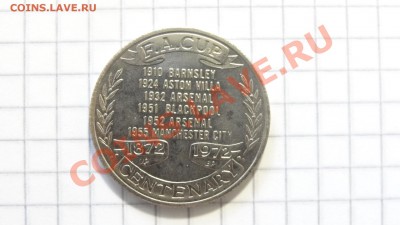 COINS.LAVE.RU
F.A.CUP
1910 BARNSLEY
1924 ASTON VILLA
1932 ARSENAL
1951 BLACKPOOL
1952 ARSENAL
1955 MANCHESTER CITY
1872 1972
CENTENARY
COINS.LAVE.RU